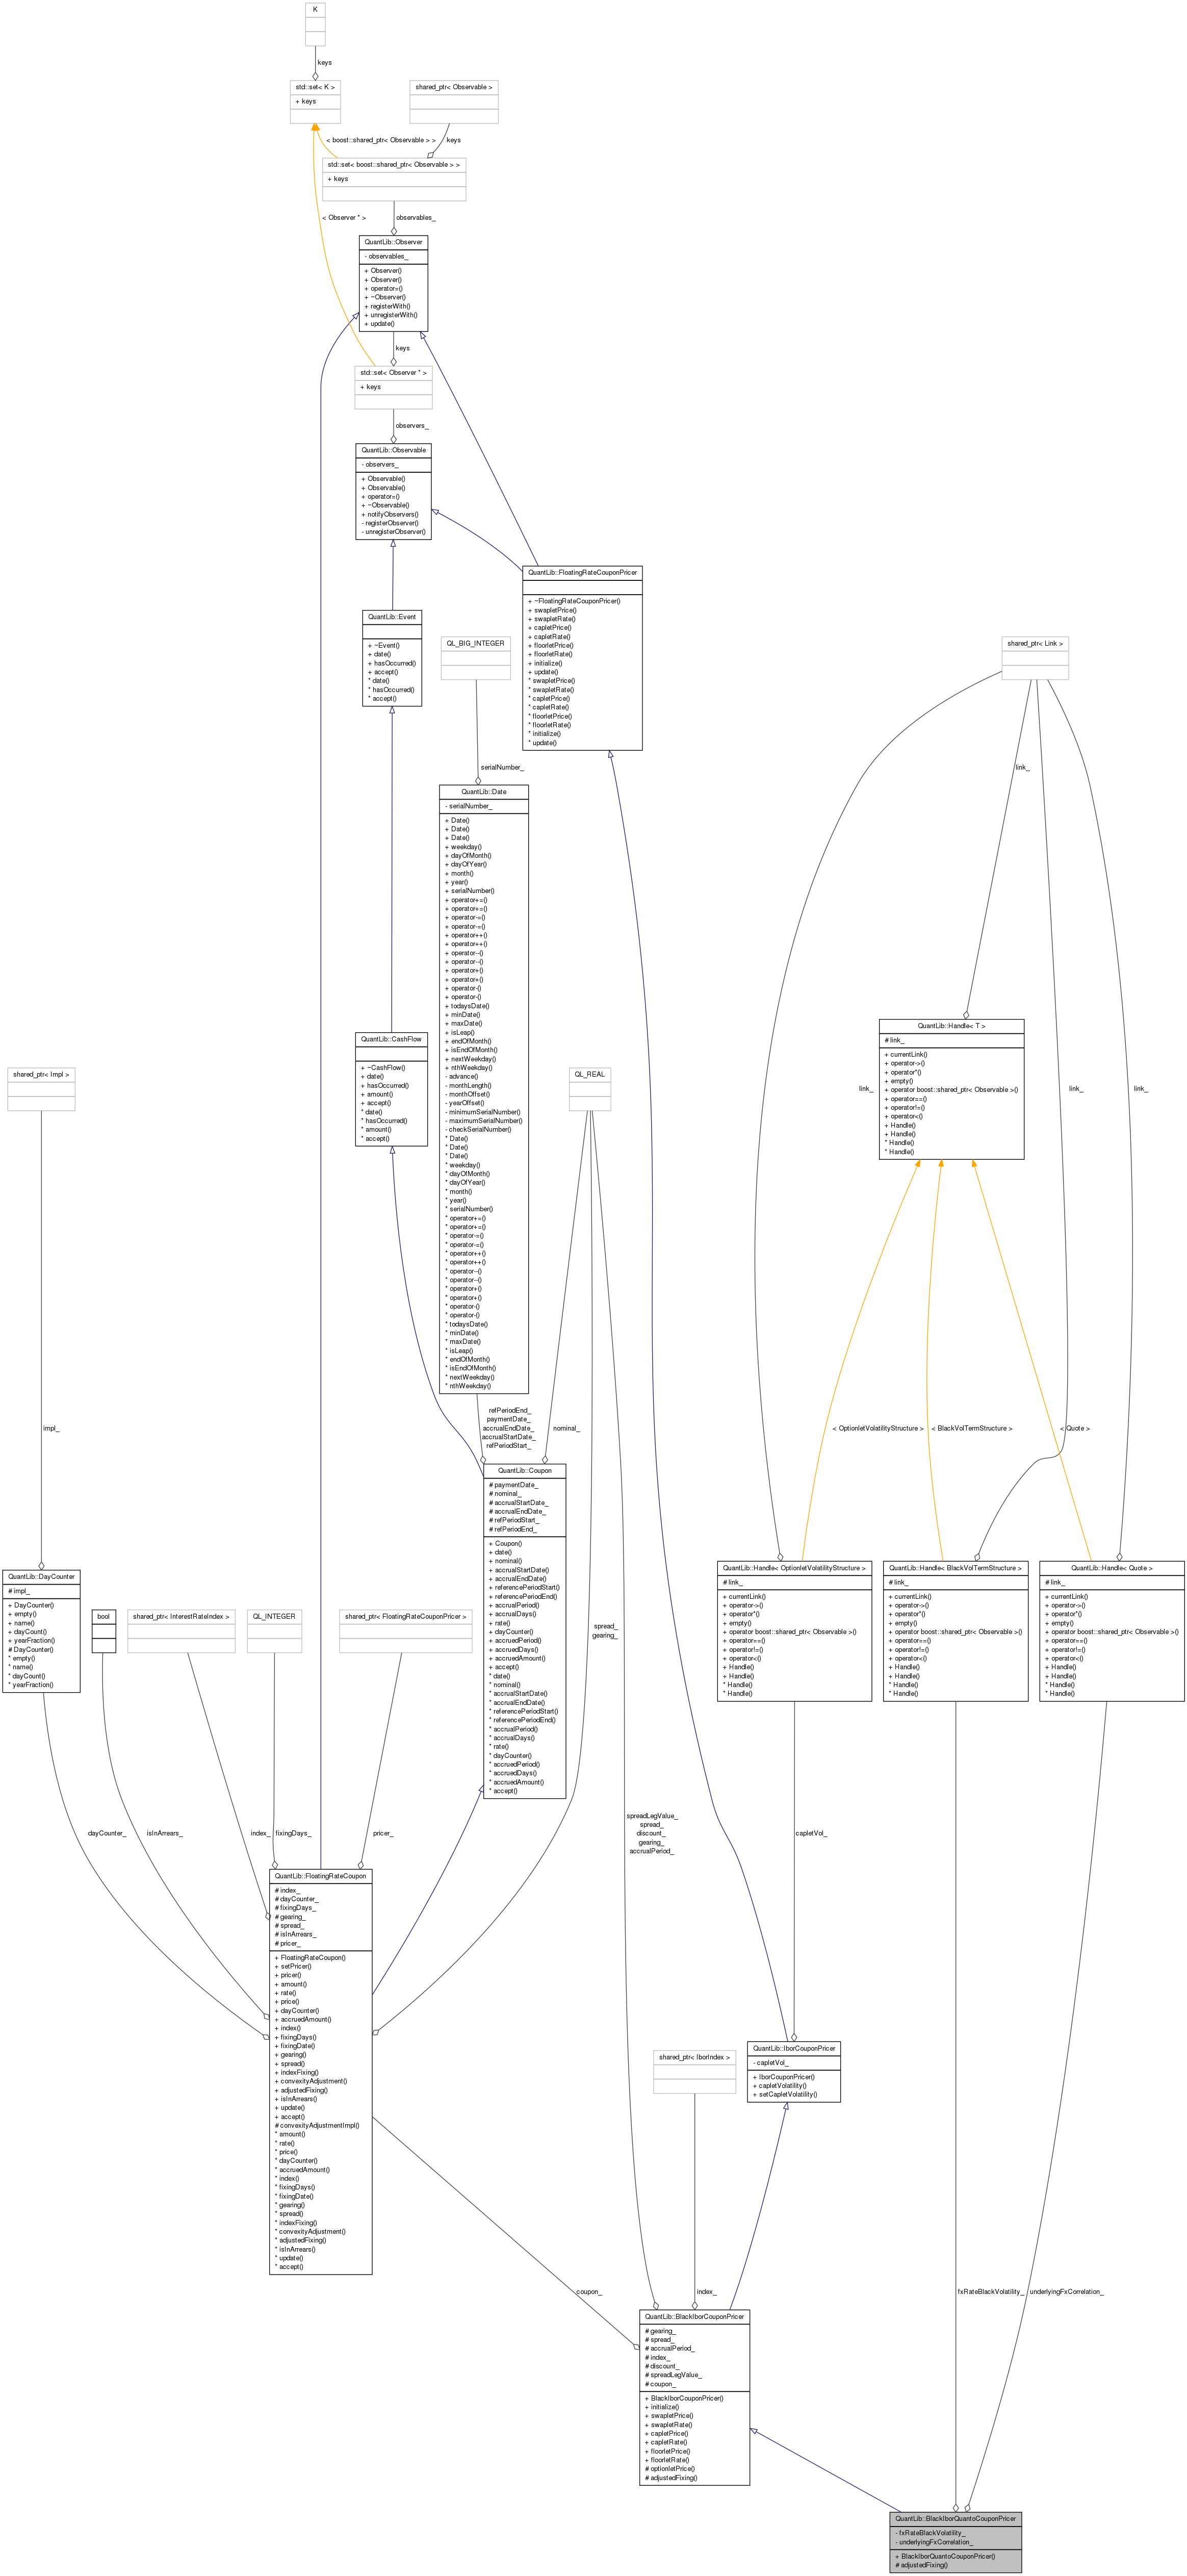 K
keys
std::set< K >
+ keys
shared_ptr< Observable >
< boost::shared_ptr< Observable > >
keys
std::set< boost::shared_ptr< Observable > >
+ keys
< Observer * >
observables_
QuantLib::Observer
- observables_
+ Observer()
+ Observer()
+ operator=()
+ ~Observer()
+ registerWith()
+ unregisterWith()
+ update()
keys
std::set< Observer * >
+ keys
observers_
QuantLib::Observable
- observers_
+ Observable()
+ Observable()
+ operator=()
+ ~Observable()
+ notifyObservers()
- registerObserver()
- unregisterObserver()
QuantLib::FloatingRateCouponPricer
+ ~FloatingRateCouponPricer()
+ swapletPrice()
+ swapletRate()
+ capletPrice()
+ capletRate()
+ floorletPrice()
+ floorletRate()
+ initialize()
+ update()
* swapletPrice()
* swapletRate()
* capletPrice()
* capletRate()
* floorletPrice()
* floorletRate()
* initialize()
* update()
QuantLib::Event
+ ~Event()
+ date()
+ hasOccurred()
+ accept()
* date()
* hasOccurred()
* accept()
QL_BIG_INTEGER
serialNumber_
shared_ptr< Link >
link_
QuantLib::Date
- serialNumber_
+ Date()
+ Date()
+ Date()
+ weekday()
+ dayOfMonth()
+ dayOfYear()
+ month()
+ year()
+ serialNumber()
+ operator+=()
+ operator+=()
+ operator-=()
+ operator-=()
+ operator++()
+ operator++()
+ operator--()
+ operator--()
+ operator+()
+ operator+()
+ operator-()
+ operator-()
+ todaysDate()
+ minDate()
+ maxDate()
+ isLeap()
+ endOfMonth()
+ isEndOfMonth()
+ nextWeekday()
+ nthWeekday()
- advance()
- monthLength()
- monthOffset()
- yearOffset()
- minimumSerialNumber()
- maximumSerialNumber()
- checkSerialNumber()
* Date()
* Date()
* Date()
* weekday()
* dayOfMonth()
* dayOfYear()
* month()
* year()
* serialNumber()
* operator+=()
* operator+=()
* operator-=()
* operator-=()
* operator++()
* operator++()
* operator--()
* operator--()
* operator+()
* operator+()
* operator-()
* operator-()
* todaysDate()
* minDate()
* maxDate()
* isLeap()
* endOfMonth()
* isEndOfMonth()
* nextWeekday()
* nthWeekday()
QuantLib::Handle< T >
# link_
+ currentLink()
+ operator->()
+ operator*()
+ empty()
+ operator boost::shared_ptr< Observable >()
+ operator==()
+ operator!=()
+ operator<()
+ Handle()
+ Handle()
* Handle()
* Handle()
link_
link_
link_
QuantLib::CashFlow
+ ~CashFlow()
+ date()
+ hasOccurred()
+ amount()
+ accept()
* date()
* hasOccurred()
* amount()
* accept()
shared_ptr< Impl >
impl_
QL_REAL
refPeriodEnd_
paymentDate_
accrualEndDate_
accrualStartDate_
refPeriodStart_
nominal_
< OptionletVolatilityStructure >
< BlackVolTermStructure >
< Quote >
QuantLib::Coupon
# paymentDate_
# nominal_
# accrualStartDate_
# accrualEndDate_
# refPeriodStart_
# refPeriodEnd_
+ Coupon()
+ date()
+ nominal()
+ accrualStartDate()
+ accrualEndDate()
+ referencePeriodStart()
+ referencePeriodEnd()
+ accrualPeriod()
+ accrualDays()
+ rate()
+ dayCounter()
+ accruedPeriod()
+ accruedDays()
+ accruedAmount()
+ accept()
* date()
* nominal()
* accrualStartDate()
* accrualEndDate()
* referencePeriodStart()
* referencePeriodEnd()
* accrualPeriod()
* accrualDays()
* rate()
* dayCounter()
* accruedPeriod()
* accruedDays()
* accruedAmount()
* accept()
QuantLib::DayCounter
# impl_
+ DayCounter()
+ empty()
+ name()
+ dayCount()
+ yearFraction()
# DayCounter()
* empty()
* name()
* dayCount()
* yearFraction()
bool
shared_ptr< InterestRateIndex >
QL_INTEGER
shared_ptr< FloatingRateCouponPricer >
spread_
gearing_
QuantLib::Handle< OptionletVolatilityStructure >
# link_
+ currentLink()
+ operator->()
+ operator*()
+ empty()
+ operator boost::shared_ptr< Observable >()
+ operator==()
+ operator!=()
+ operator<()
+ Handle()
+ Handle()
* Handle()
* Handle()
QuantLib::Handle< BlackVolTermStructure >
# link_
+ currentLink()
+ operator->()
+ operator*()
+ empty()
+ operator boost::shared_ptr< Observable >()
+ operator==()
+ operator!=()
+ operator<()
+ Handle()
+ Handle()
* Handle()
* Handle()
QuantLib::Handle< Quote >
# link_
+ currentLink()
+ operator->()
+ operator*()
+ empty()
+ operator boost::shared_ptr< Observable >()
+ operator==()
+ operator!=()
+ operator<()
+ Handle()
+ Handle()
* Handle()
* Handle()
dayCounter_
isInArrears_
index_
fixingDays_
pricer_
spreadLegValue_
spread_
discount_
gearing_
accrualPeriod_
capletVol_
QuantLib::FloatingRateCoupon
# index_
# dayCounter_
# fixingDays_
# gearing_
# spread_
# isInArrears_
# pricer_
+ FloatingRateCoupon()
+ setPricer()
+ pricer()
+ amount()
+ rate()
+ price()
+ dayCounter()
+ accruedAmount()
+ index()
+ fixingDays()
+ fixingDate()
+ gearing()
+ spread()
+ indexFixing()
+ convexityAdjustment()
+ adjustedFixing()
+ isInArrears()
+ update()
+ accept()
# convexityAdjustmentImpl()
* amount()
* rate()
* price()
* dayCounter()
* accruedAmount()
* index()
* fixingDays()
* fixingDate()
* gearing()
* spread()
* indexFixing()
* convexityAdjustment()
* adjustedFixing()
* isInArrears()
* update()
* accept()
shared_ptr< IborIndex >
QuantLib::IborCouponPricer
- capletVol_
+ IborCouponPricer()
+ capletVolatility()
+ setCapletVolatility()
coupon_
index_
fxRateBlackVolatility_
underlyingFxCorrelation_
QuantLib::BlackIborCouponPricer
# gearing_
# spread_
# accrualPeriod_
# index_
# discount_
# spreadLegValue_
# coupon_
+ BlackIborCouponPricer()
+ initialize()
+ swapletPrice()
+ swapletRate()
+ capletPrice()
+ capletRate()
+ floorletPrice()
+ floorletRate()
# optionletPrice()
# adjustedFixing()
QuantLib::BlackIborQuantoCouponPricer
- fxRateBlackVolatility_
- underlyingFxCorrelation_
+ BlackIborQuantoCouponPricer()
# adjustedFixing()